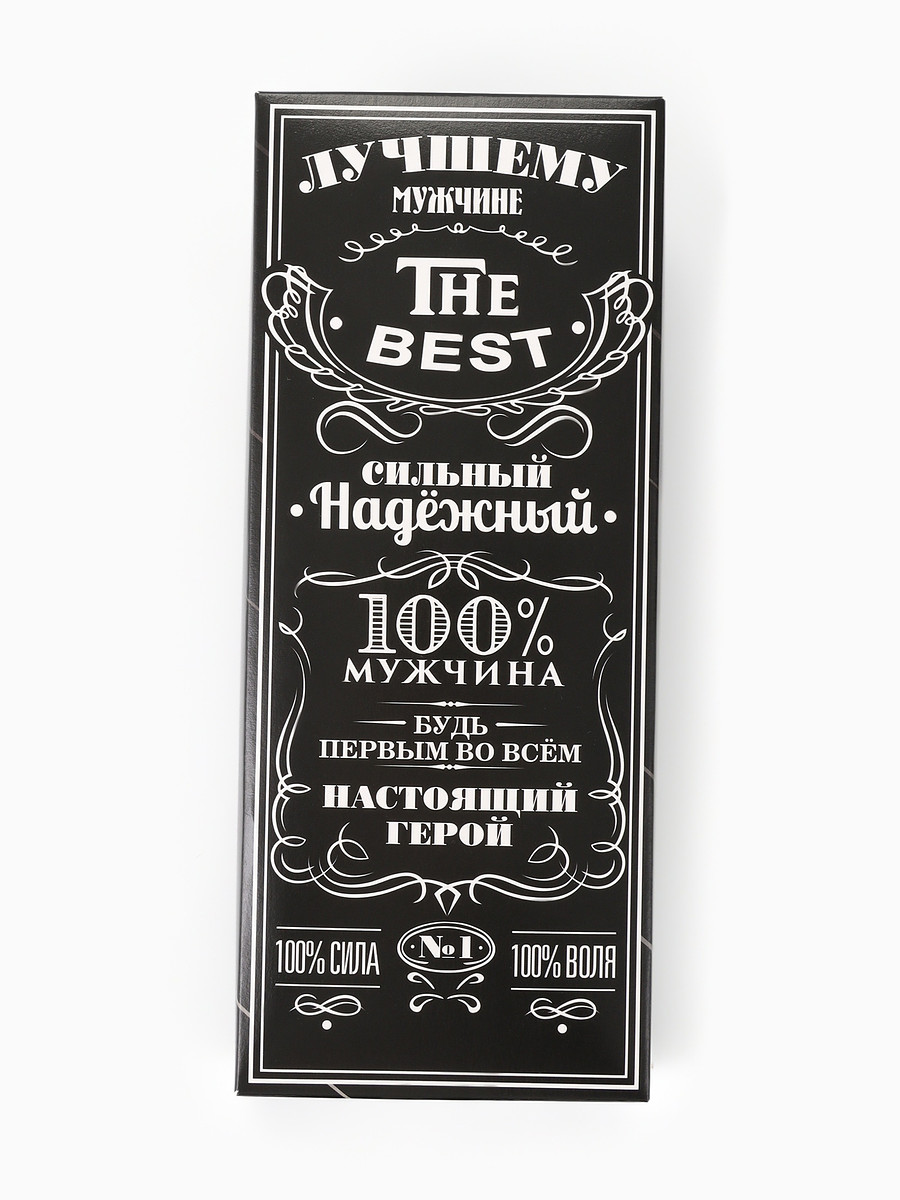 ЛУЧШЕМУ
МУЖЧИНЕ
THE
BEST
СИЛЬНЫЙ
Надёжный
100%
МУЖЧИНА
БУДЬ
ПЕРВЫМ ВО ВСЁМ
НАСТОЯЩИЙ
ГЕРОЙ
100% СИЛА
№1
100% ВОЛЯ